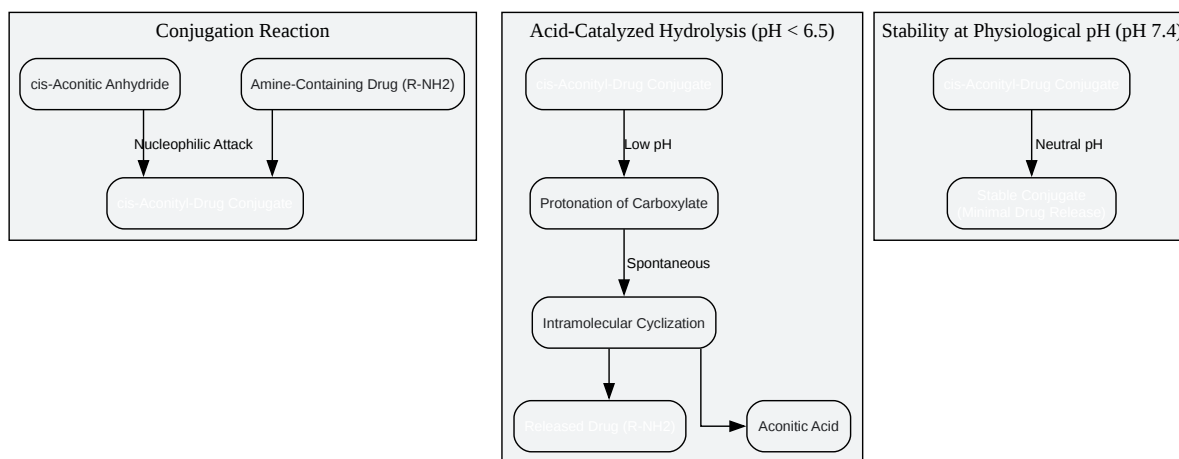 Conjugation Reaction
cis-Aconitic Anhydride
Amine-Containing Drug (R-NH2)
Nucleophilic Attack
cis-Aconityl-Drug Conjugate
Acid-Catalyzed Hydrolysis (pH < 6.5)
cis-Aconityl-Drug Conjugate
Low pH
Protonation of Carboxylate
Spontaneous
Intramolecular Cyclization
Released Drug (R-NH2)
Aconitic Acid
Stability at Physiological pH (pH 7.4)
cis-Aconityl-Drug Conjugate
Neutral pH
Stable Conjugate
(Minimal Drug Release)